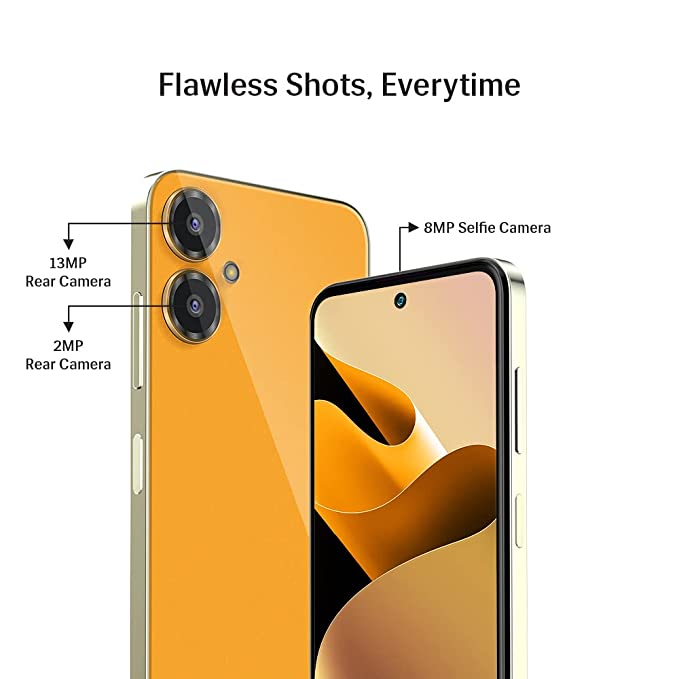 Flawless Shots, Everytime
8MP Selfie Camera
13MP
Rear Camera
2MP
Rear Camera